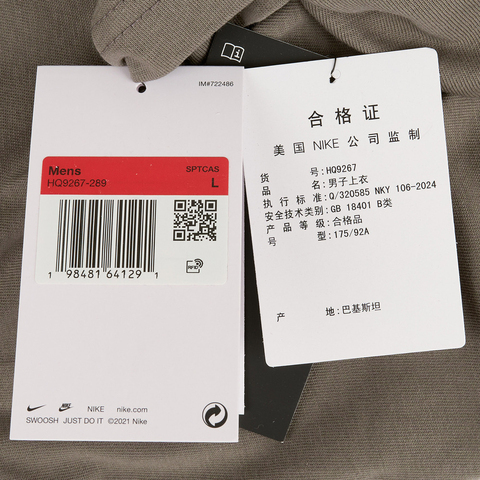 IM#722486
Mens SPTCAS
HQ9267-289 L
RFID
1 98481 64129 1
NIKE nike.com
SWOOSH JUST DO IT ©2021 Nike
合格证
美国 NIKE 公司监制
货号:HQ9267
品名:男子上衣
执行标准:Q/320585 NKY 106-2024
安全技术类别:GB 18401 B类
产品等级:合格品
号型:175/92A
产地:巴基斯坦